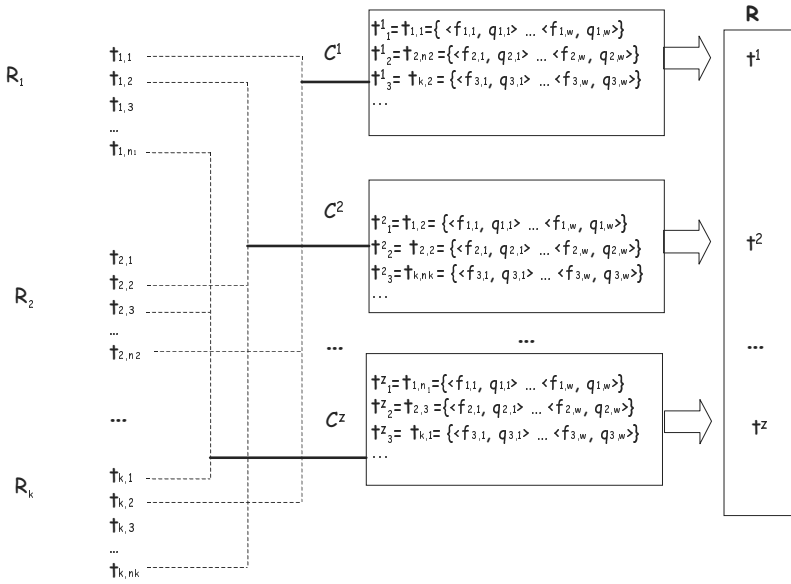 R₁
t₁,₁
t₁,₂
t₁,₃
...
t₁,ₙ₁
R₂
t₂,₁
t₂,₂
t₂,₃
...
t₂,ₙ₂
...
Rₖ
tₖ,₁
tₖ,₂
tₖ,₃
...
tₖ,ₙₖ
C¹
t¹₁=t₁,₁={ <f₁,₁, q₁,₁> ... <f₁,w, q₁,w>}
t¹₂=t₂,ₙ₂ ={<f₂,₁, q₂,₁> ... <f₂,w, q₂,w>}
t¹₃= tₖ,₂ ={<f₃,₁, q₃,₁> ... <f₃,w, q₃,w>}
...
C²
t²₁=t₁,₂= {<f₁,₁, q₁,₁> ... <f₁,w, q₁,w>}
t²₂= t₂,₂= {<f₂,₁, q₂,₁> ... <f₂,w, q₂,w>}
t²₃=tₖ,ₙₖ = {<f₃,₁, q₃,₁> ... <f₃,w, q₃,w>}
...
... ...
Cᶻ
tᶻ₁=t₁,ₙ₁={<f₁,₁, q₁,₁> ... <f₁,w, q₁,w>}
tᶻ₂=t₂,₃ ={<f₂,₁, q₂,₁> ... <f₂,w, q₂,w>}
tᶻ₃= tₖ,₁ ={<f₃,₁, q₃,₁> ... <f₃,w, q₃,w>}
...
R
t¹
t²
...
tᶻ